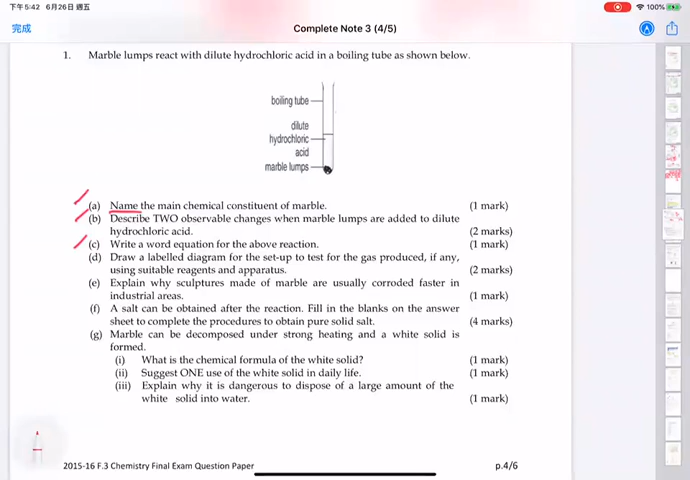 下午5:42 6月26日 週五
100%
完成
Complete Note 3 (4/5)
1. Marble lumps react with dilute hydrochloric acid in a boiling tube as shown below.
boiling tube
dilute
hydrochloric
acid
marble lumps
(a) Name the main chemical constituent of marble. (1 mark)
(b) Describe TWO observable changes when marble lumps are added to dilute
hydrochloric acid. (2 marks)
(c) Write a word equation for the above reaction. (1 mark)
(d) Draw a labelled diagram for the set-up to test for the gas produced, if any,
using suitable reagents and apparatus. (2 marks)
(e) Explain why sculptures made of marble are usually corroded faster in
industrial areas. (1 mark)
(f) A salt can be obtained after the reaction. Fill in the blanks on the answer
sheet to complete the procedures to obtain pure solid salt. (4 marks)
(g) Marble can be decomposed under strong heating and a white solid is
formed.
(i) What is the chemical formula of the white solid? (1 mark)
(ii) Suggest ONE use of the white solid in daily life. (1 mark)
(iii) Explain why it is dangerous to dispose of a large amount of the
white solid into water. (1 mark)
2015-16 F.3 Chemistry Final Exam Question Paper p.4/6